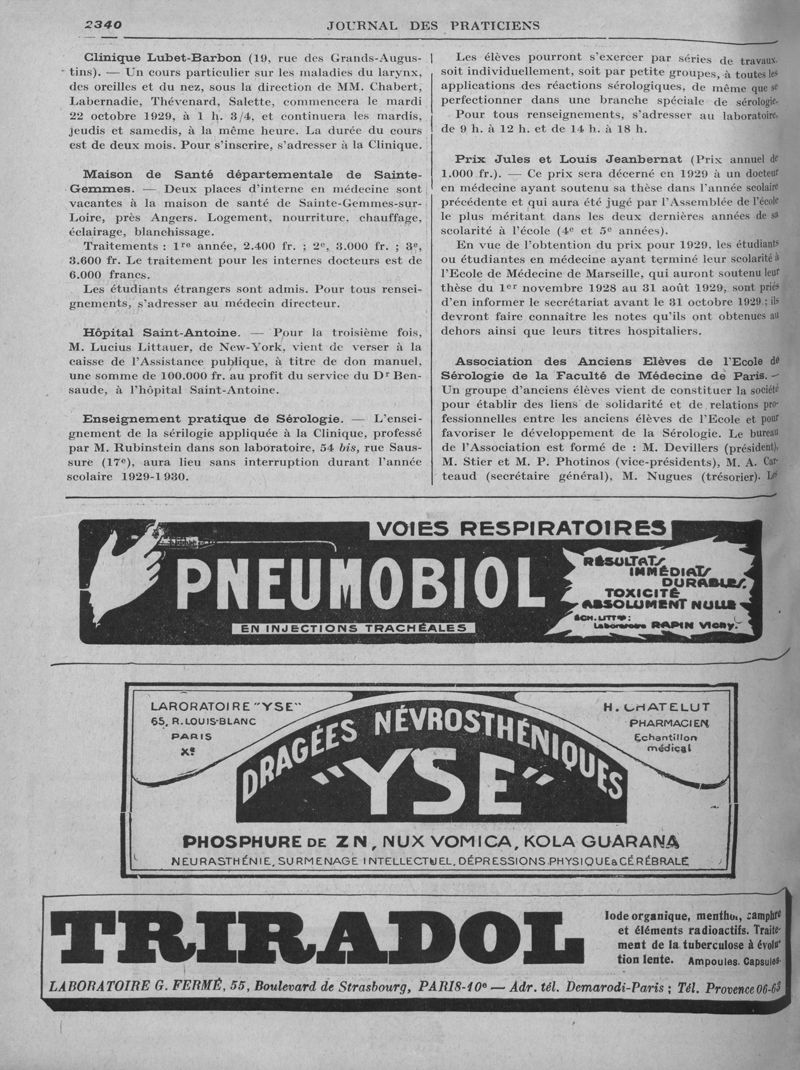 2340
JOURNAL DES PRATICIENS
Clinique Lubet-Barbon (19, rue des Grands-Augus-
tins). — Un cours particulier sur les maladies du larynx,
des oreilles et du nez, sous la direction de MM. Chabert,
Labernadie, Thévenard, Salette, commencera le mardi
22 octobre 1929, à 1 h. 3/4, et continuera les mardis,
jeudis et samedis, à la même heure. La durée du cours
est de deux mois. Pour s'inscrire, s'adresser à la Clinique.
Maison de Santé départementale de Sainte-
Gemmes. — Deux places d'interne en médecine sont
vacantes à la maison de santé de Sainte-Gemmes-sur-
Loire, près Angers. Logement, nourriture, chauffage,
éclairage, blanchissage.
Traitements : 1re année, 2.400 fr. ; 2e, 3.000 fr. ; 3e,
3.600 fr. Le traitement pour les internes docteurs est de
6.000 francs.
Les étudiants étrangers sont admis. Pour tous rensei-
gnements, s'adresser au médecin directeur.
Hôpital Saint-Antoine. — Pour la troisième fois,
M. Lucius Littauer, de New-York, vient de verser à la
caisse de l'Assistance publique, à titre de don manuel,
une somme de 100.000 fr. au profit du service du Dr Ben-
saude, à l'hôpital Saint-Antoine.
Enseignement pratique de Sérologie. — L'ensei-
gnement de la sérilogie appliquée à la Clinique, professé
par M. Rubinstein dans son laboratoire, 54 bis, rue Saus-
sure (17e), aura lieu sans interruption durant l'année
scolaire 1929-1930.
Les élèves pourront s'exercer par séries de travaux,
soit individuellement, soit par petite groupes, à toutes les
applications des réactions sérologiques, de même que se
perfectionner dans une branche spéciale de sérologie.
Pour tous renseignements, s'adresser au laboratoire,
de 9 h. à 12 h. et de 14 h. à 18 h.
Prix Jules et Louis Jeanbernat (Prix annuel de
1.000 fr.). — Ce prix sera décerné en 1929 à un docteur
en médecine ayant soutenu sa thèse dans l'année scolaire
précédente et qui aura été jugé par l'Assemblée de l'école
le plus méritant dans les deux dernières années de sa
scolarité à l'école (4e et 5e années).
En vue de l'obtention du prix pour 1929, les étudiants
ou étudiantes en médecine ayant terminé leur scolarité à
l'Ecole de Médecine de Marseille, qui auront soutenu leur
thèse du 1er novembre 1928 au 31 août 1929, sont priés
d'en informer le secrétariat avant le 31 octobre 1929 ; ils
devront faire connaître les notes qu'ils ont obtenues au
dehors ainsi que leurs titres hospitaliers.
Association des Anciens Elèves de l'Ecole de
Sérologie de la Faculté de Médecine de Paris. —
Un groupe d'anciens élèves vient de constituer la société
pour établir des liens de solidarité et de relations pro-
fessionnelles entre les anciens élèves de l'Ecole et pour
favoriser le développement de la Sérologie. Le bureau
de l'Association est formé de : M. Devillers (président),
M. Stier et M. P. Photinos (vice-présidents), M. A. Car-
teaud (secrétaire général), M. Nugues (trésorier). Le
VOIES RESPIRATOIRES
PNEUMOBIOL
EN INJECTIONS TRACHÉALES
RÉSULTATS
IMMÉDIATS
DURABLES.
TOXICITÉ
ABSOLUMENT NULLE
ÉCH. LITTre:
Laboratoire RAPIN VICHY.
LARORATOIRE "YSE"
65, R. LOUIS-BLANC
PARIS
Xe
H. CHATELUT
PHARMACIEN
Echantillon
médical
DRAGÉES NÉVROSTHÉNIQUES
"YSE"
PHOSPHURE DE ZN, NUX VOMICA, KOLA GUARANA
NEURASTHÉNIE, SURMENAGE INTELLECTUEL, DÉPRESSIONS PHYSIQUE & CÉRÉBRALE
TRIRADOL
Iode organique, menthol, camphre
et éléments radioactifs. Traite-
ment de la tuberculose à évolu-
tion lente. Ampoules. Capsules.
LABORATOIRE G. FERMÉ, 55, Boulevard de Strasbourg, PARIS-10e — Adr. tél. Demarodi-Paris ; Tél. Provence 06-63